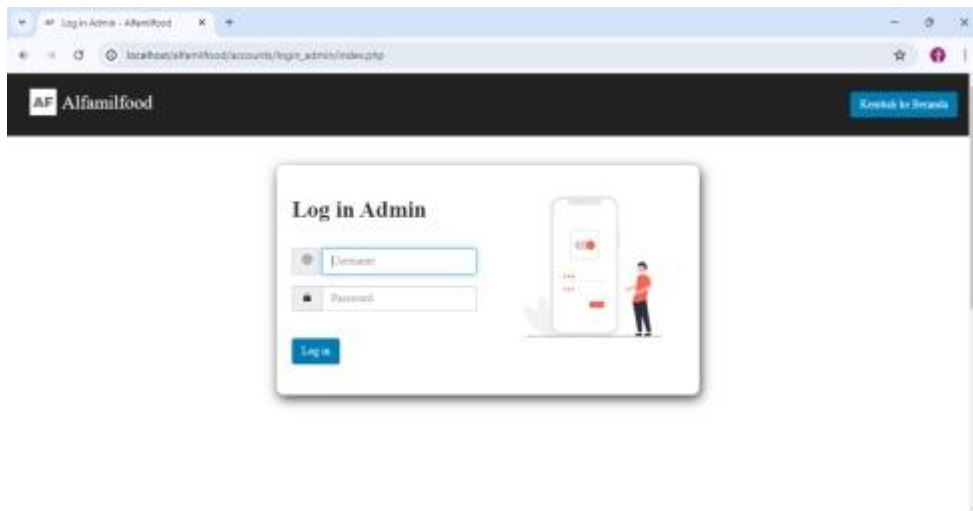 Log in Admin - Alfamilfood
localhost/alfamilfood/accounts/login_admin/index.php
AF Alfamilfood
Kembali ke Beranda
Log in Admin
Username
Password
Log in